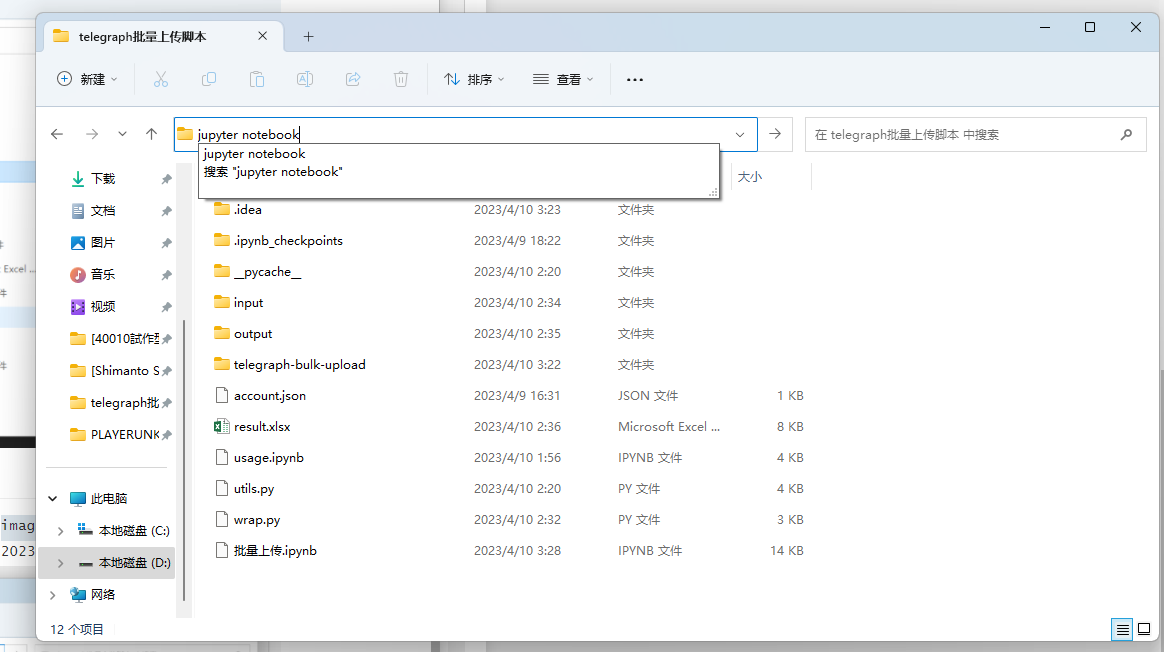 telegraph批量上传脚本
新建
排序
查看
jupyter notebook
在 telegraph批量上传脚本 中搜索
jupyter notebook
搜索 "jupyter notebook"
大小
下载
文档
图片
音乐
视频
[40010試作型
[Shimanto S
telegraph批
PLAYERUNK
此电脑
本地磁盘 (C:)
本地磁盘 (D:)
网络
.idea 2023/4/10 3:23 文件夹
.ipynb_checkpoints 2023/4/9 18:22 文件夹
__pycache__ 2023/4/10 2:20 文件夹
input 2023/4/10 2:34 文件夹
output 2023/4/10 2:35 文件夹
telegraph-bulk-upload 2023/4/10 3:22 文件夹
account.json 2023/4/9 16:31 JSON 文件 1 KB
result.xlsx 2023/4/10 2:36 Microsoft Excel ... 8 KB
usage.ipynb 2023/4/10 1:56 IPYNB 文件 4 KB
utils.py 2023/4/10 2:20 PY 文件 4 KB
wrap.py 2023/4/10 2:32 PY 文件 3 KB
批量上传.ipynb 2023/4/10 3:28 IPYNB 文件 14 KB
12 个项目
件
Excel ...
件
件
imag
2023